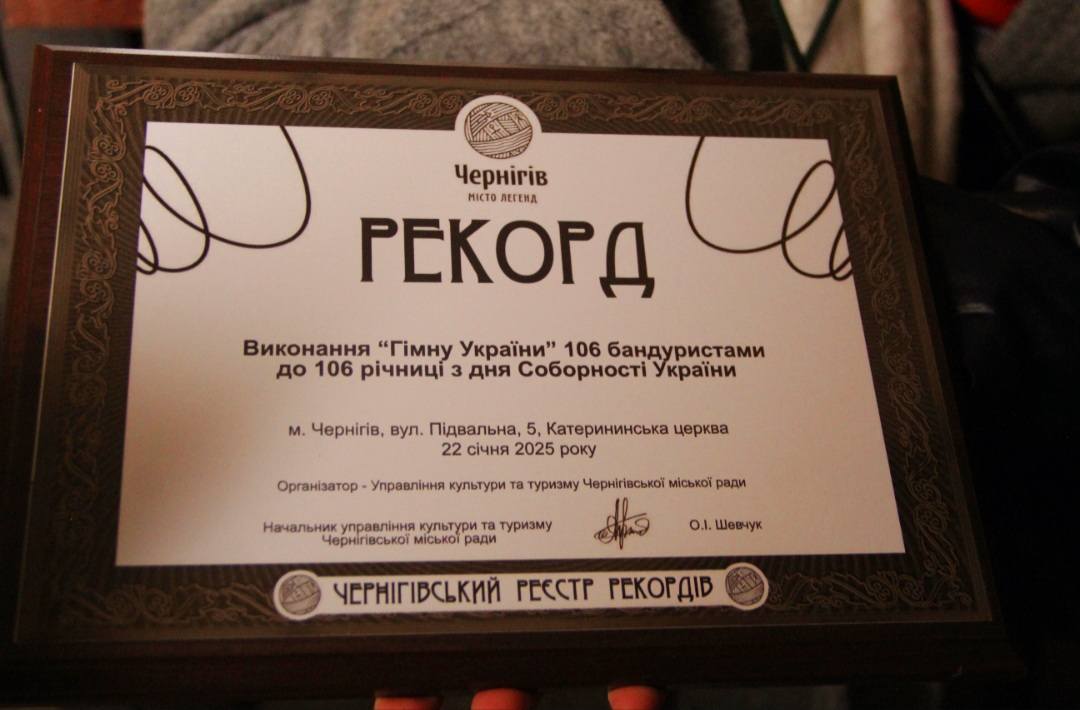 Чернігів
МІСТО ЛЕГЕНД
РЕКОРД
Виконання “Гімну України” 106 бандуристами
до 106 річниці з дня Соборності України
м. Чернігів, вул. Підвальна, 5, Катерининська церква
22 січня 2025 року
Організатор - Управління культури та туризму Чернігівської міської ради
Начальник управління культури та туризму
Чернігівської міської ради
О.І. Шевчук
ЧЕРНІГІВСЬКИЙ РЕЄСТР РЕКОРДІВ